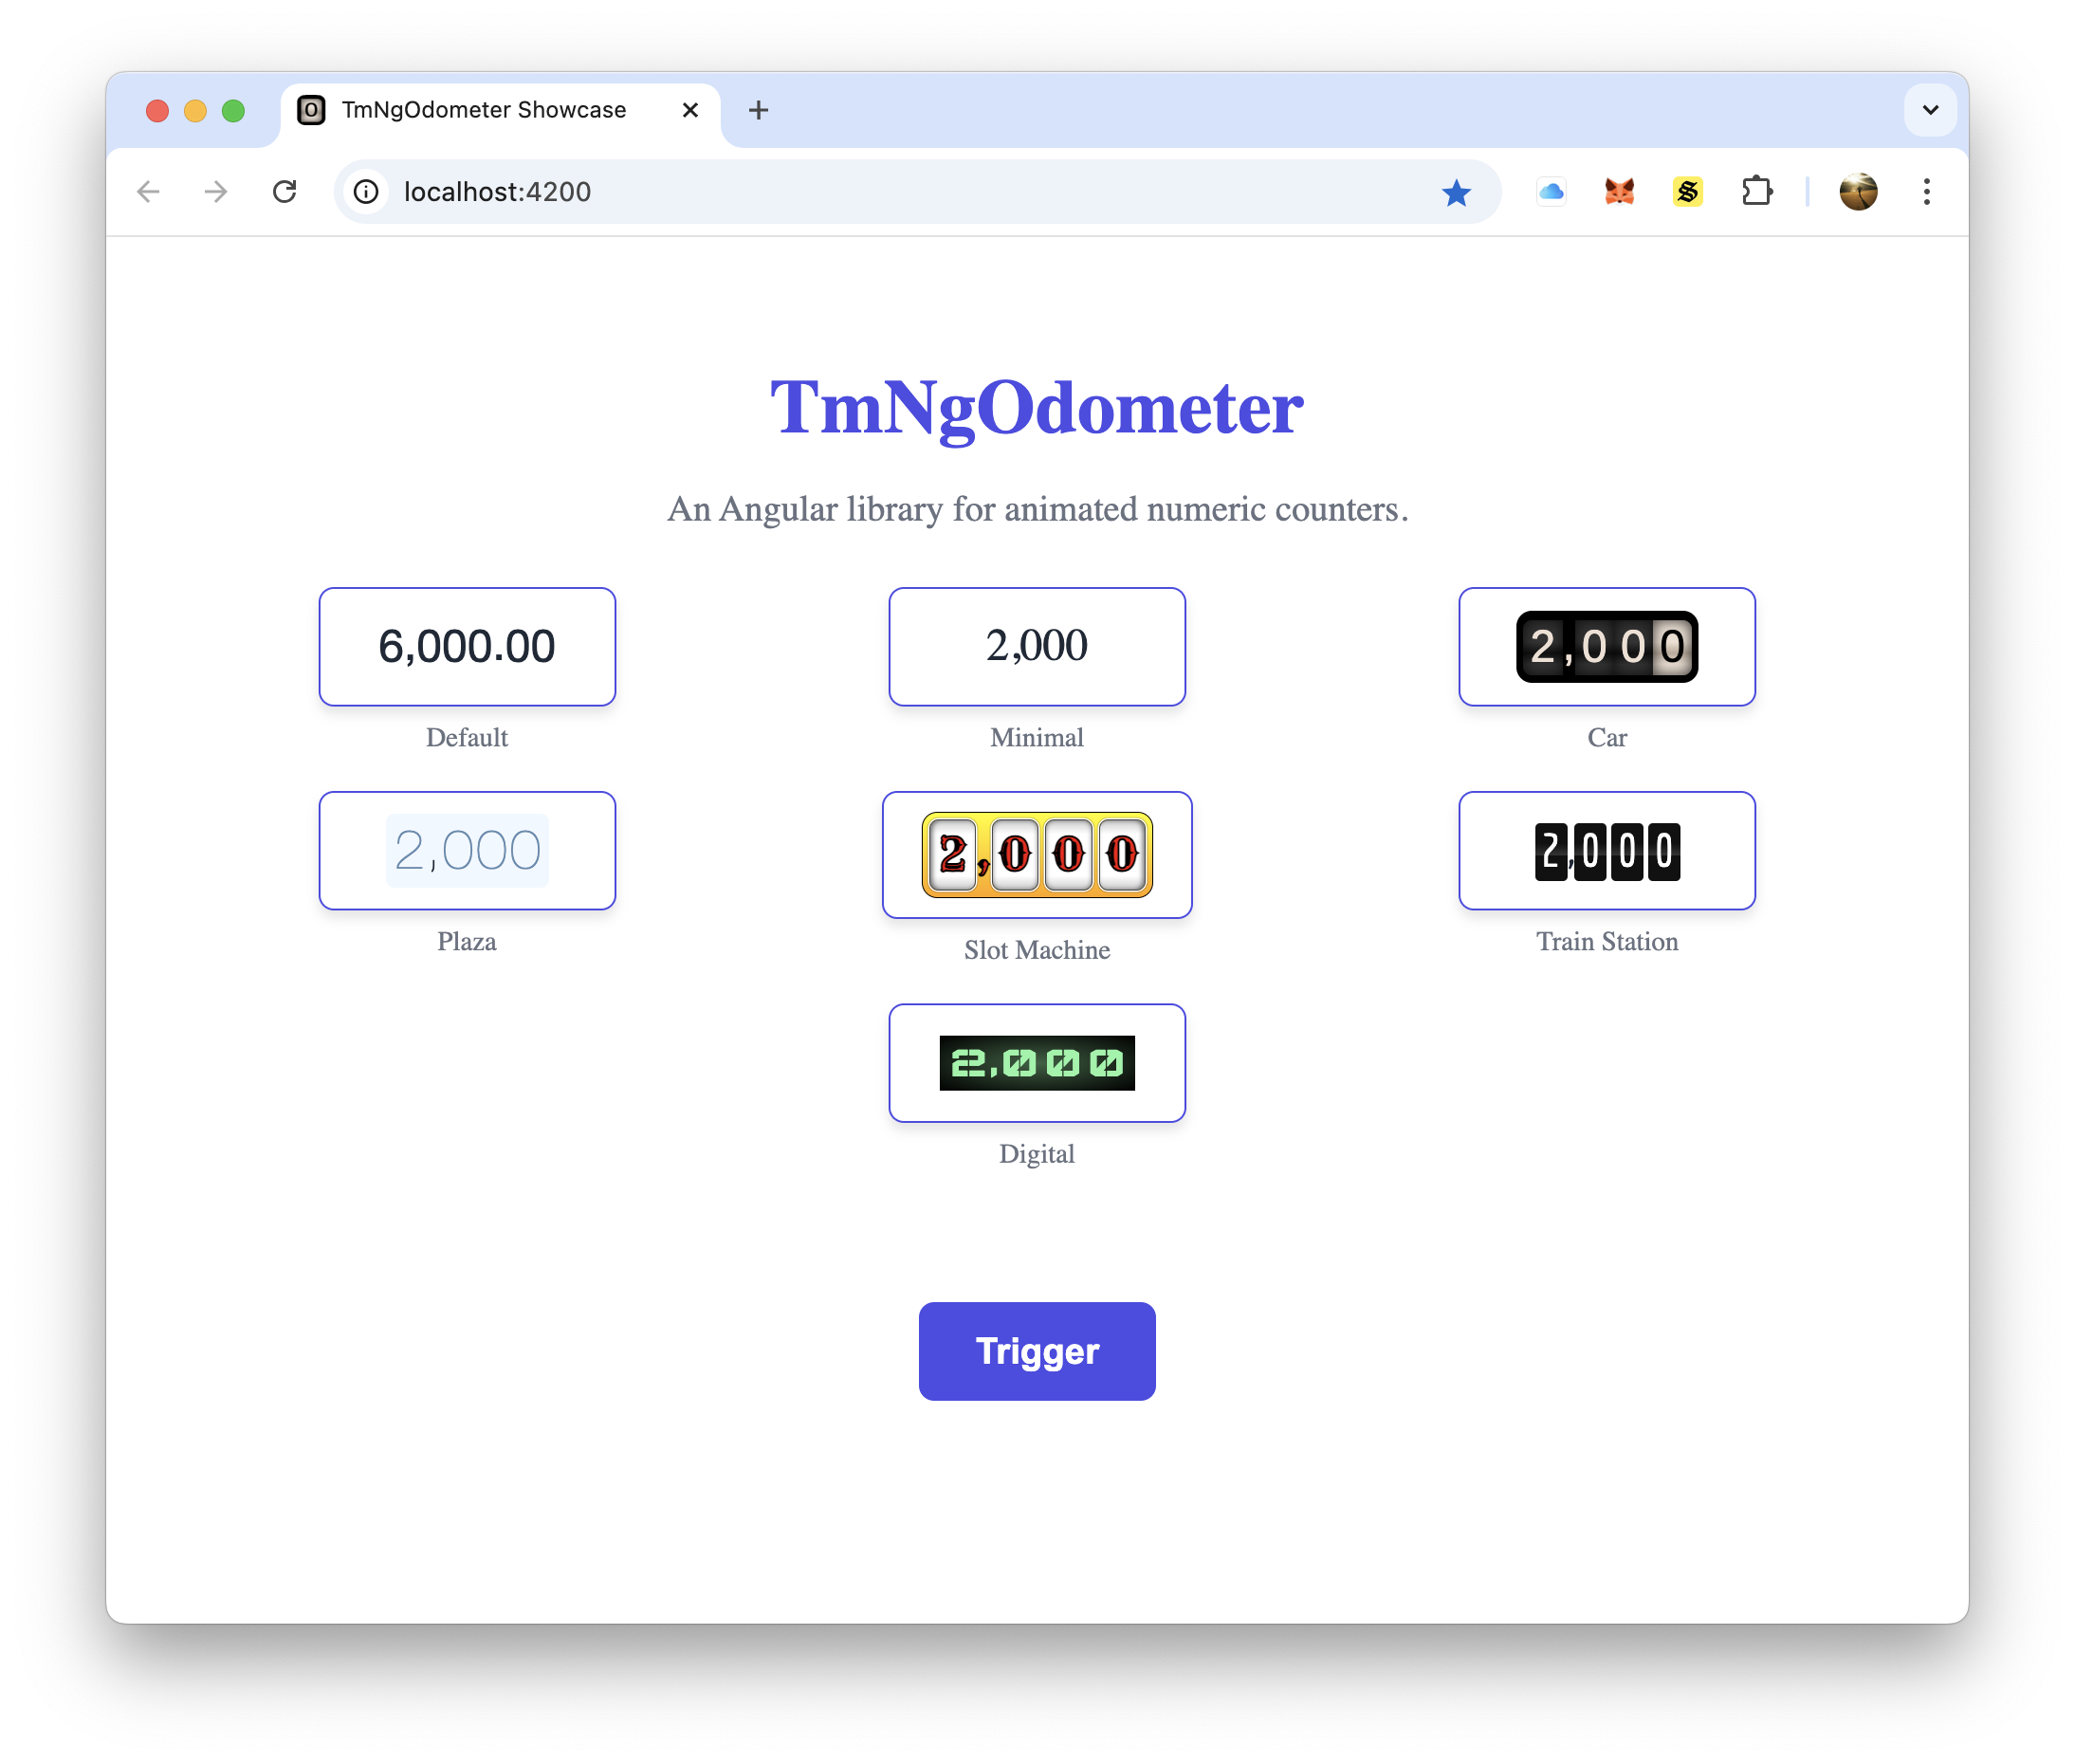 TmNgOdometer Showcase
localhost:4200
TmNgOdometer
An Angular library for animated numeric counters.
6,000.00
2,000
2,000
Default
Minimal
Car
2,000
2,000
2,000
Plaza
Slot Machine
Train Station
2,000
Digital
Trigger